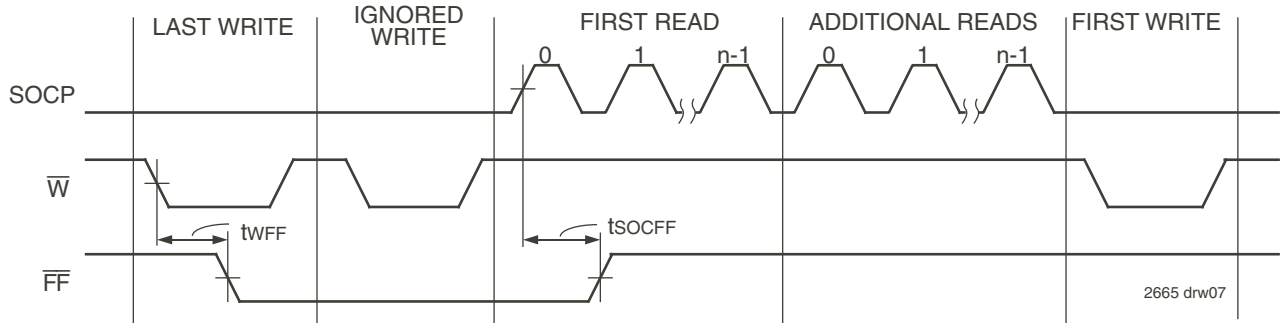 LAST WRITE
IGNORED
WRITE
FIRST READ
ADDITIONAL READS
FIRST WRITE
0 1 n-1 0 1 n-1
SOCP
W
tWFF
tSOCFF
FF
2665 drw07